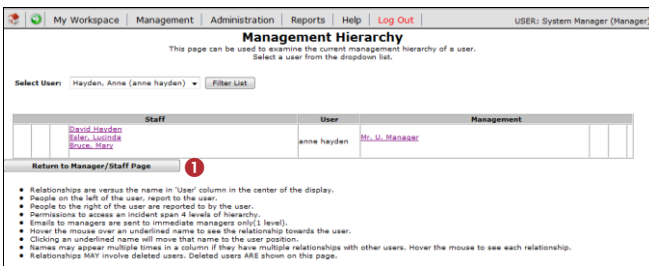 My Workspace | Management | Administration | Reports | Help | Log Out | USER: System Manager (Manager)
Management Hierarchy
This page can be used to examine the current management hierarchy of a user.
Select a user from the dropdown list.
Select User: Hayden, Anne (anne hayden) Filter List
Staff User Management
David Hayden
Esler, Lucinda
Bruce, Mary
anne hayden
Mr. U. Manager
Return to Manager/Staff Page 1
• Relationships are versus the name in 'User' column in the center of the display.
• People on the left of the user, report to the user.
• People to the right of the user are reported to by the user.
• Permissions to access an incident span 4 levels of hierarchy.
• Emails to managers are sent to immediate managers only(1 level).
• Hover the mouse over an underlined name to see the relationship towards the user.
• Clicking an underlined name will move that name to the user position.
• Names may appear multiple times in a column if they have multiple relationships with other users. Hover the mouse to see each relationship.
• Relationships MAY involve deleted users. Deleted users ARE shown on this page.